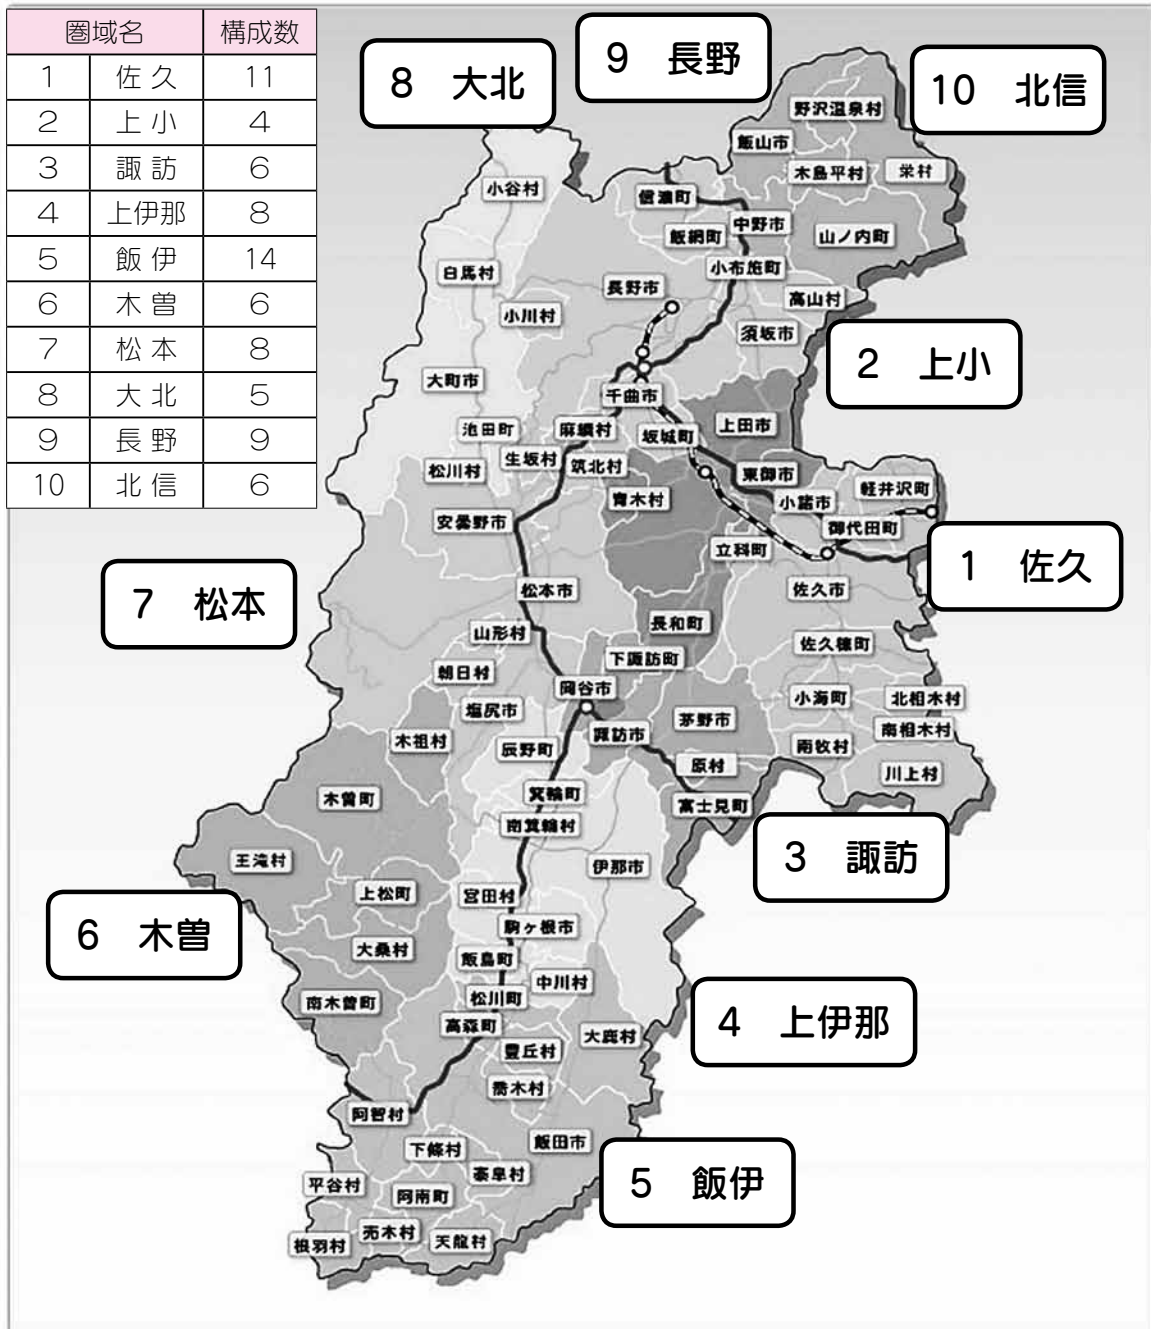 圏域名 構成数
1 佐久 11
2 上小 4
3 諏訪 6
4 上伊那 8
5 飯伊 14
6 木曽 6
7 松本 8
8 大北 5
9 長野 9
10 北信 6
8 大北
9 長野
10 北信
野沢温泉村
飯山市
木島平村
栄村
小谷村
信濃町
中野市
飯綱町
山ノ内町
白馬村
小布施町
長野市
高山村
小川村
須坂市
2 上小
大町市
千曲市
池田町
麻績村
坂城町
上田市
生坂村
筑北村
松川村
東御市
青木村
小諸市
軽井沢町
安曇野市
御代田町
立科町
1 佐久
7 松本
松本市
佐久市
山形村
長和町
佐久穂町
朝日村
下諏訪町
岡谷市
小海町
北相木村
塩尻市
茅野市
南相木村
木祖村
諏訪市
辰野町
南牧村
原村
川上村
木曽町
箕輪町
富士見町
南箕輪村
3 諏訪
王滝村
伊那市
上松町
宮田村
6 木曽
駒ヶ根市
大桑村
飯島町
中川村
南木曽町
松川町
4 上伊那
高森町
大鹿村
豊丘村
喬木村
阿智村
下條村
飯田市
泰阜村
5 飯伊
平谷村
阿南町
売木村
根羽村
天龍村